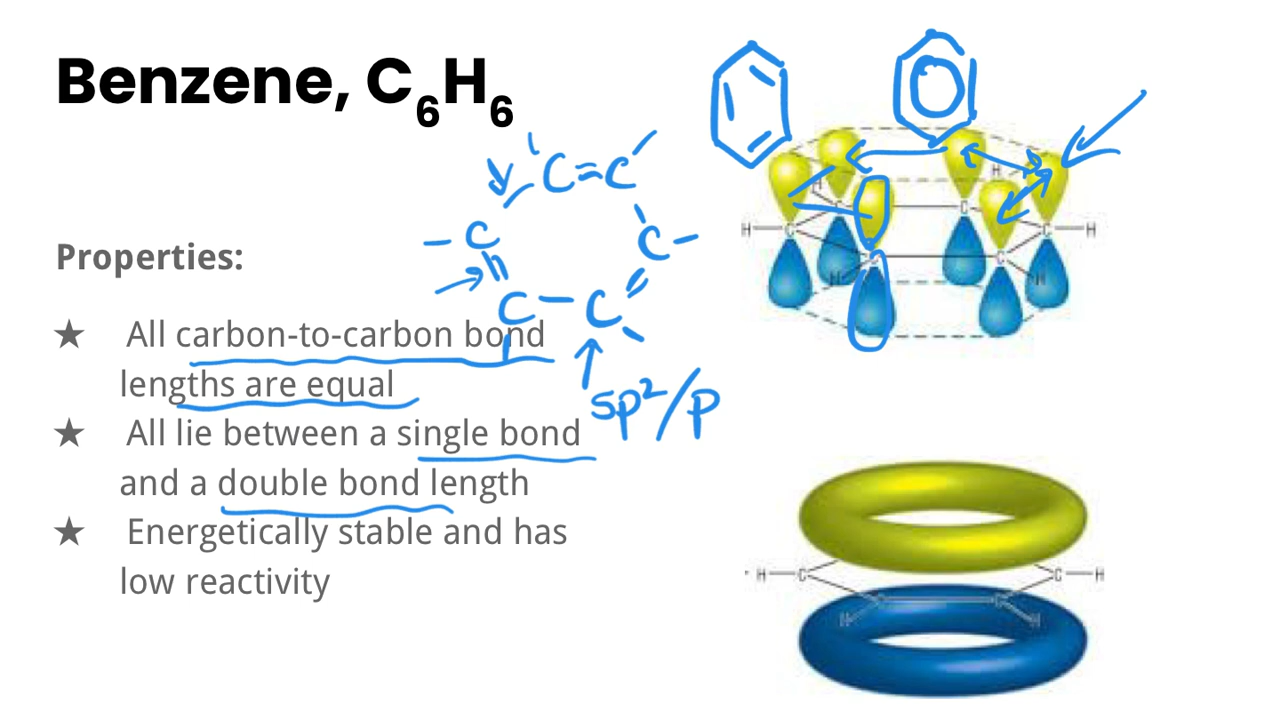 Benzene, C6H6
Properties:
★ All carbon-to-carbon bond
lengths are equal
★ All lie between a single bond
and a double bond length
★ Energetically stable and has
low reactivity
C=C
C C
C-C
sp²/p
H H
H C C C C H
C C
H H
H-C C-H
C C
H H